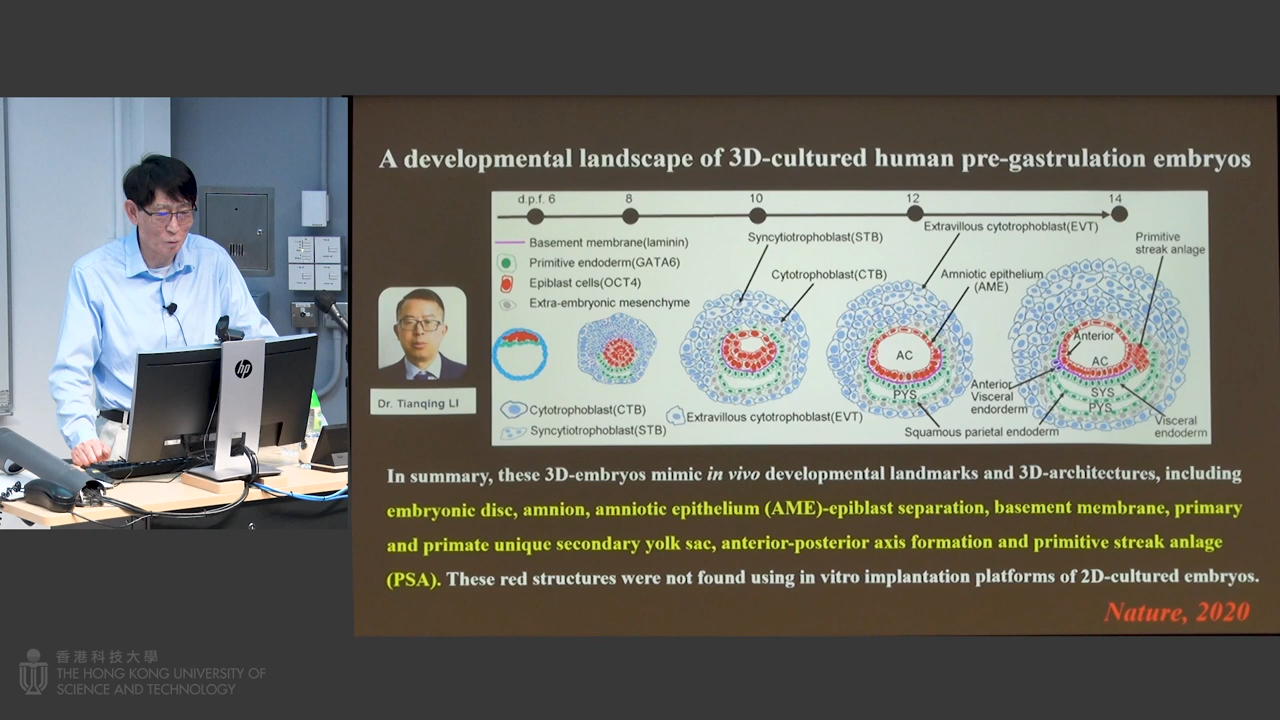 A developmental landscape of 3D-cultured human pre-gastrulation embryos
d.p.f. 6 8 10 12 14
Basement membrane(laminin)
Primitive endoderm(GATA6)
Epiblast cells(OCT4)
Extra-embryonic mesenchyme
Syncytiotrophoblast(STB)
Cytotrophoblast(CTB)
Extravillous cytotrophoblast(EVT)
Amniotic epithelium
(AME)
Primitive
streak anlage
AC
PYS
Anterior
AC
SYS
PYS
Anterior
Visceral
endorderm
Visceral
endoderm
Squamous parietal endoderm
Cytotrophoblast(CTB)
Syncytiotrophoblast(STB)
Extravillous cytotrophoblast(EVT)
Dr. Tianqing LI
In summary, these 3D-embryos mimic in vivo developmental landmarks and 3D-architectures, including
embryonic disc, amnion, amniotic epithelium (AME)-epiblast separation, basement membrane, primary
and primate unique secondary yolk sac, anterior-posterior axis formation and primitive streak anlage
(PSA). These red structures were not found using in vitro implantation platforms of 2D-cultured embryos.
Nature, 2020
hp
香港科技大學
THE HONG KONG UNIVERSITY OF
SCIENCE AND TECHNOLOGY